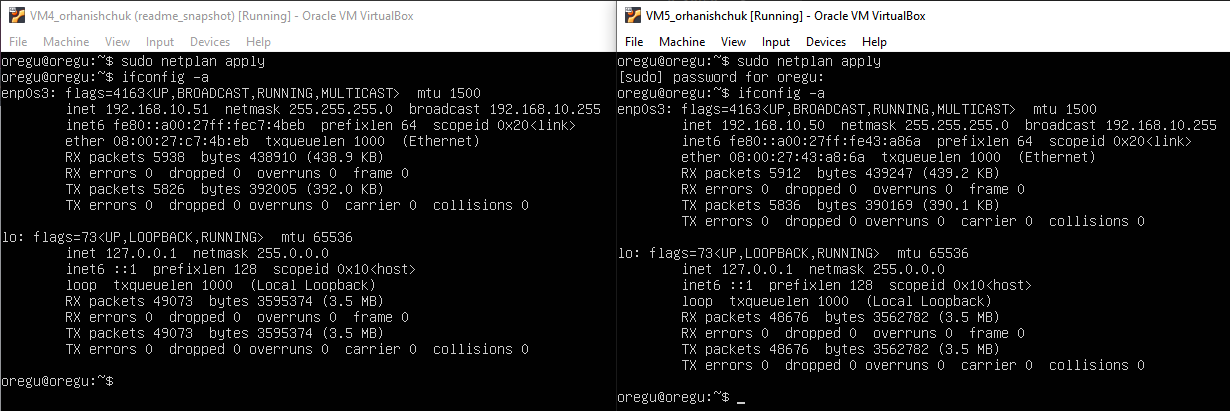 VM4_orhanishchuk (readme_snapshot) [Running] - Oracle VM VirtualBox
File Machine View Input Devices Help
oregu@oregu:~$ sudo netplan apply
oregu@oregu:~$ ifconfig -a
enp0s3: flags=4163<UP,BROADCAST,RUNNING,MULTICAST>  mtu 1500
        inet 192.168.10.51  netmask 255.255.255.0  broadcast 192.168.10.255
        inet6 fe80::a00:27ff:fec7:4beb  prefixlen 64  scopeid 0x20<link>
        ether 08:00:27:c7:4b:eb  txqueuelen 1000  (Ethernet)
        RX packets 5938  bytes 438910 (438.9 KB)
        RX errors 0  dropped 0  overruns 0  frame 0
        TX packets 5826  bytes 392005 (392.0 KB)
        TX errors 0  dropped 0 overruns 0  carrier 0  collisions 0
lo: flags=73<UP,LOOPBACK,RUNNING>  mtu 65536
        inet 127.0.0.1  netmask 255.0.0.0
        inet6 ::1  prefixlen 128  scopeid 0x10<host>
        loop  txqueuelen 1000  (Local Loopback)
        RX packets 49073  bytes 3595374 (3.5 MB)
        RX errors 0  dropped 0  overruns 0  frame 0
        TX packets 49073  bytes 3595374 (3.5 MB)
        TX errors 0  dropped 0 overruns 0  carrier 0  collisions 0
oregu@oregu:~$
VM5_orhanishchuk [Running] - Oracle VM VirtualBox
File Machine View Input Devices Help
oregu@oregu:~$ sudo netplan apply
[sudo] password for oregu:
oregu@oregu:~$ ifconfig -a
enp0s3: flags=4163<UP,BROADCAST,RUNNING,MULTICAST>  mtu 1500
        inet 192.168.10.50  netmask 255.255.255.0  broadcast 192.168.10.255
        inet6 fe80::a00:27ff:fe43:a86a  prefixlen 64  scopeid 0x20<link>
        ether 08:00:27:43:a8:6a  txqueuelen 1000  (Ethernet)
        RX packets 5912  bytes 439247 (439.2 KB)
        RX errors 0  dropped 0  overruns 0  frame 0
        TX packets 5836  bytes 390169 (390.1 KB)
        TX errors 0  dropped 0 overruns 0  carrier 0  collisions 0
lo: flags=73<UP,LOOPBACK,RUNNING>  mtu 65536
        inet 127.0.0.1  netmask 255.0.0.0
        inet6 ::1  prefixlen 128  scopeid 0x10<host>
        loop  txqueuelen 1000  (Local Loopback)
        RX packets 48676  bytes 3562782 (3.5 MB)
        RX errors 0  dropped 0  overruns 0  frame 0
        TX packets 48676  bytes 3562782 (3.5 MB)
        TX errors 0  dropped 0 overruns 0  carrier 0  collisions 0
oregu@oregu:~$ _